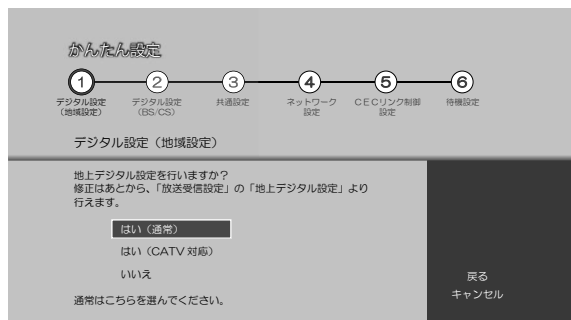 かんたん設定
1 2 3 4 5 6
デジタル設定 デジタル設定 共通設定 ネットワーク CECリンク制御 待機設定
(地域設定) (BS/CS) 設定 設定
デジタル設定(地域設定)
地上デジタル設定を行いますか?
修正はあとから、「放送受信設定」の「地上デジタル設定」より
行えます。
はい(通常)
はい(CATV 対応)
いいえ
通常はこちらを選んでください。
戻る
キャンセル